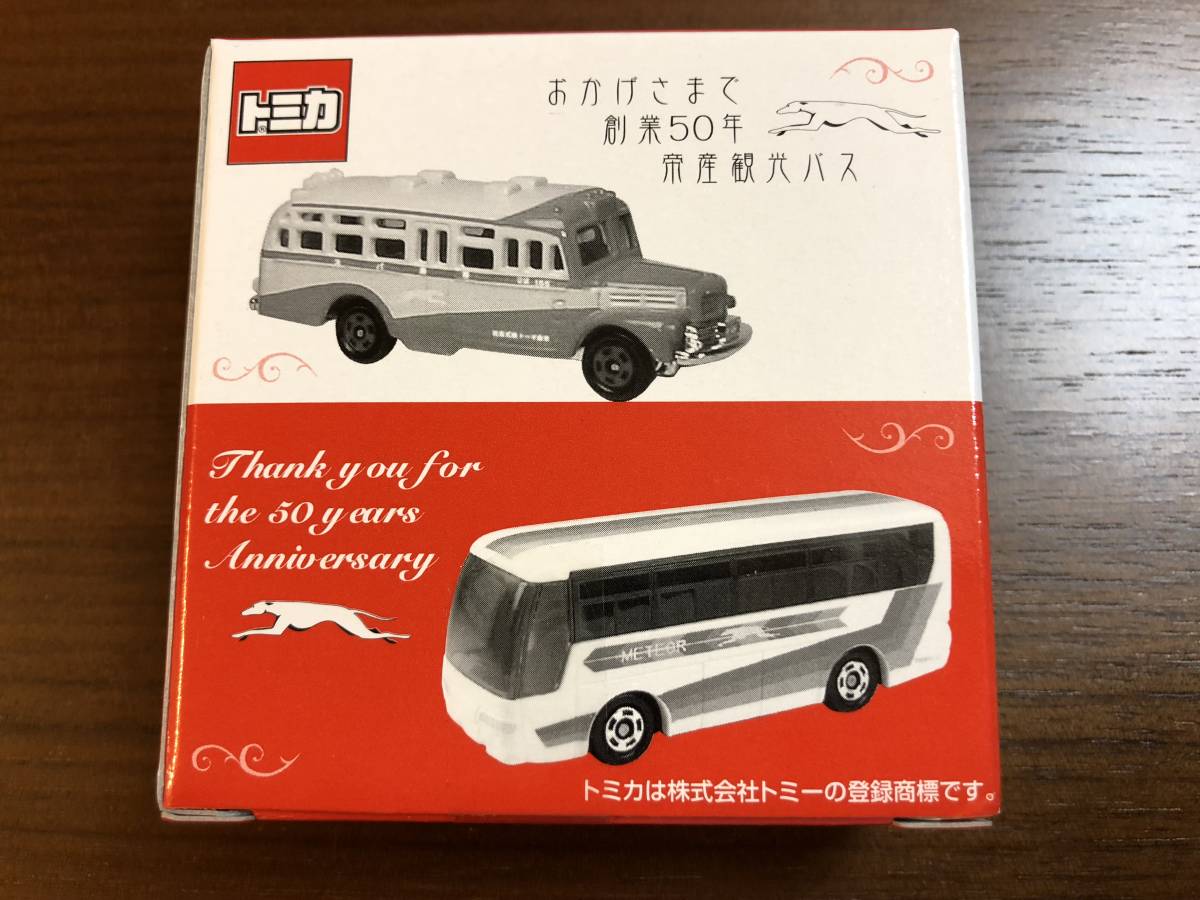 トミカ
®
おかげさまで
創業50年
帝産観光バス
Thank you for
the 50 years
Anniversary
METEOR
トミカは株式会社トミーの登録商標です。